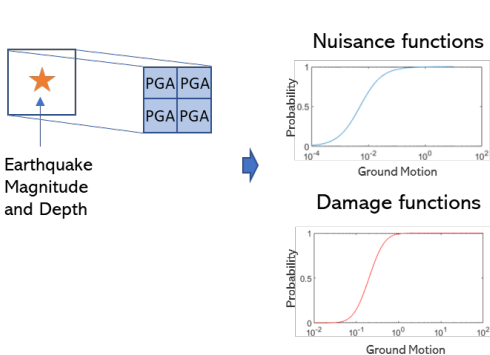 PGA PGA
PGA PGA
Earthquake
Magnitude
and Depth
Nuisance functions
Probability
1
0.5
0
10^-4 10^-2 10^0 10^2
Ground Motion
Damage functions
Probability
1
0.5
0
10^-2 10^-1 10^0 10^1 10^2
Ground Motion